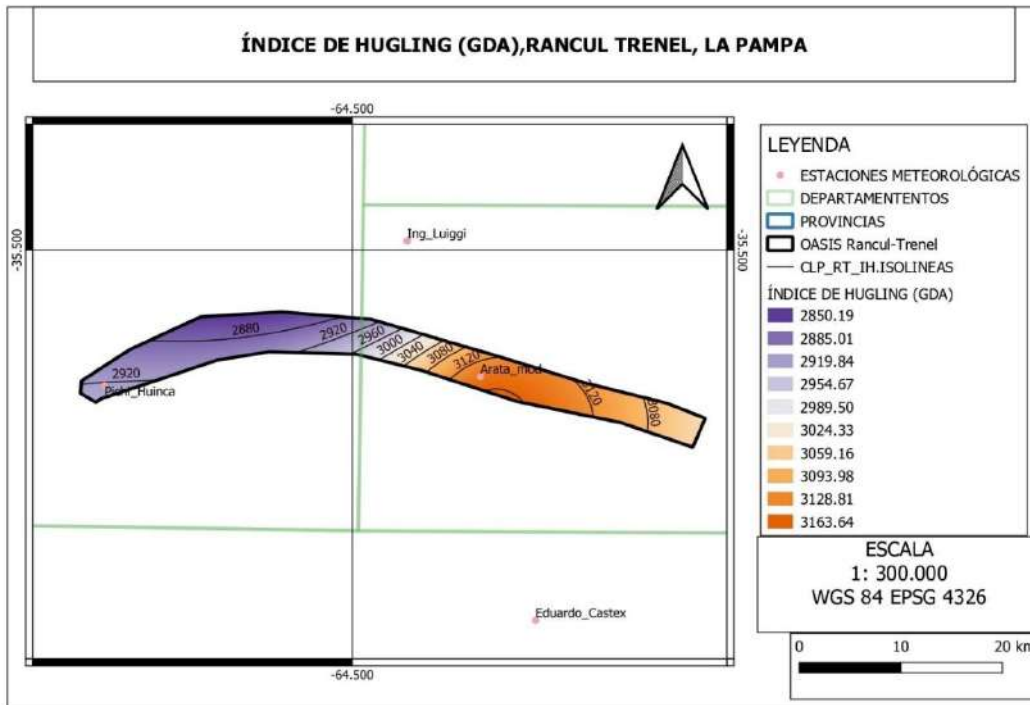 ÍNDICE DE HUGLING (GDA),RANCUL TRENEL, LA PAMPA
-64.500
-35.500
-35.500
Ing_Luiggi
2880
2920
2960
3000
3040
3080
3120
2920
Pichi_Huinca
Arata_mod
3120
3080
Eduardo_Castex
-64.500
LEYENDA
ESTACIONES METEOROLÓGICAS
DEPARTAMENTENTOS
PROVINCIAS
OASIS Rancul-Trenel
CLP_RT_IH.ISOLINEAS
ÍNDICE DE HUGLING (GDA)
2850.19
2885.01
2919.84
2954.67
2989.50
3024.33
3059.16
3093.98
3128.81
3163.64
ESCALA
1: 300.000
WGS 84 EPSG 4326
0 10 20 km